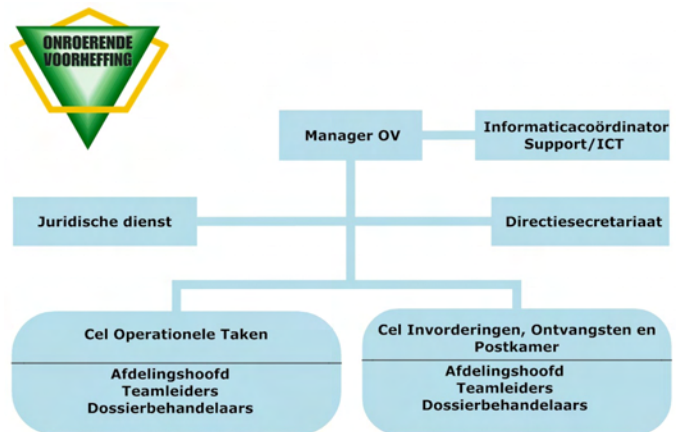 ONROERENDE
VOORHEFFING
Manager OV
Informaticacoördinator
Support/ICT
Juridische dienst
Directiesecretariaat
Cel Operationele Taken
Afdelingshoofd
Teamleiders
Dossierbehandelaars
Cel Invorderingen, Ontvangsten en
Postkamer
Afdelingshoofd
Teamleiders
Dossierbehandelaars